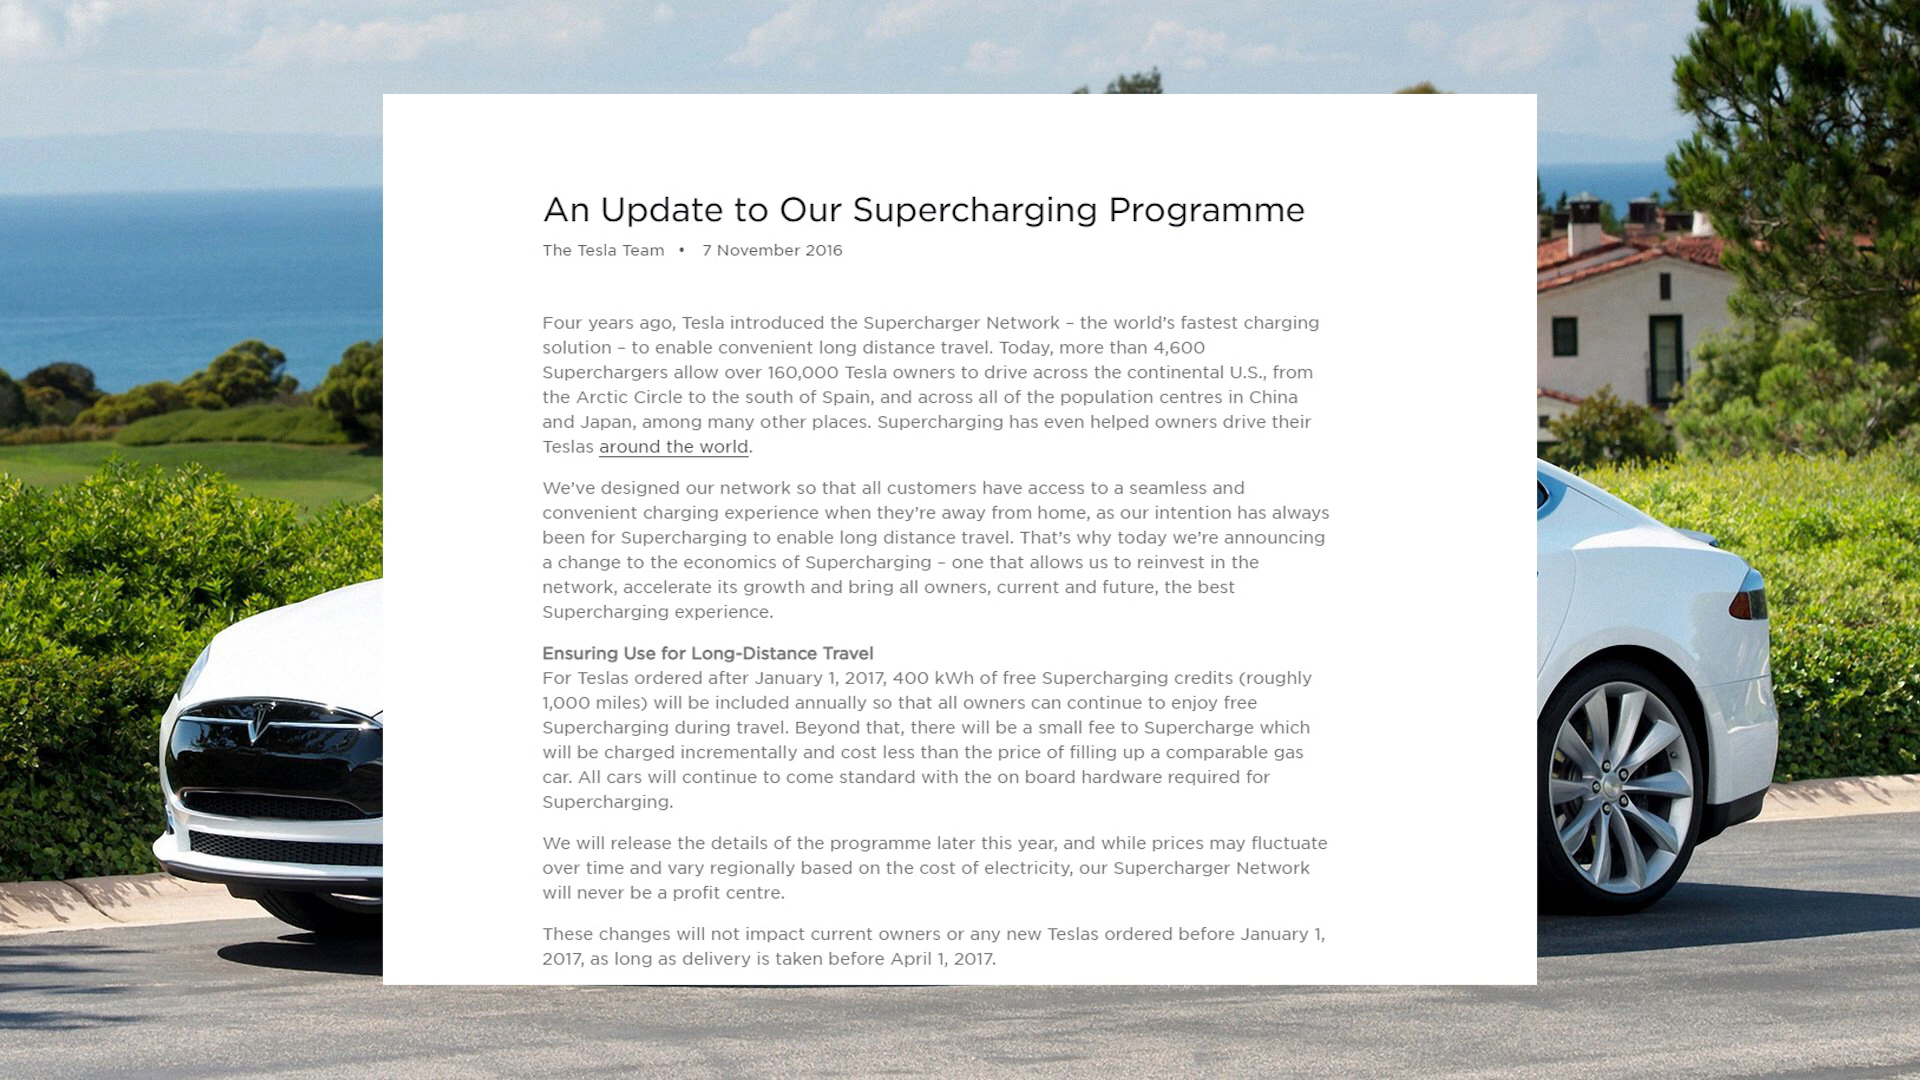 An Update to Our Supercharging Programme
The Tesla Team • 7 November 2016
Four years ago, Tesla introduced the Supercharger Network – the world’s fastest charging
solution – to enable convenient long distance travel. Today, more than 4,600
Superchargers allow over 160,000 Tesla owners to drive across the continental U.S., from
the Arctic Circle to the south of Spain, and across all of the population centres in China
and Japan, among many other places. Supercharging has even helped owners drive their
Teslas around the world.
We’ve designed our network so that all customers have access to a seamless and
convenient charging experience when they’re away from home, as our intention has always
been for Supercharging to enable long distance travel. That’s why today we’re announcing
a change to the economics of Supercharging – one that allows us to reinvest in the
network, accelerate its growth and bring all owners, current and future, the best
Supercharging experience.
Ensuring Use for Long-Distance Travel
For Teslas ordered after January 1, 2017, 400 kWh of free Supercharging credits (roughly
1,000 miles) will be included annually so that all owners can continue to enjoy free
Supercharging during travel. Beyond that, there will be a small fee to Supercharge which
will be charged incrementally and cost less than the price of filling up a comparable gas
car. All cars will continue to come standard with the on board hardware required for
Supercharging.
We will release the details of the programme later this year, and while prices may fluctuate
over time and vary regionally based on the cost of electricity, our Supercharger Network
will never be a profit centre.
These changes will not impact current owners or any new Teslas ordered before January 1,
2017, as long as delivery is taken before April 1, 2017.